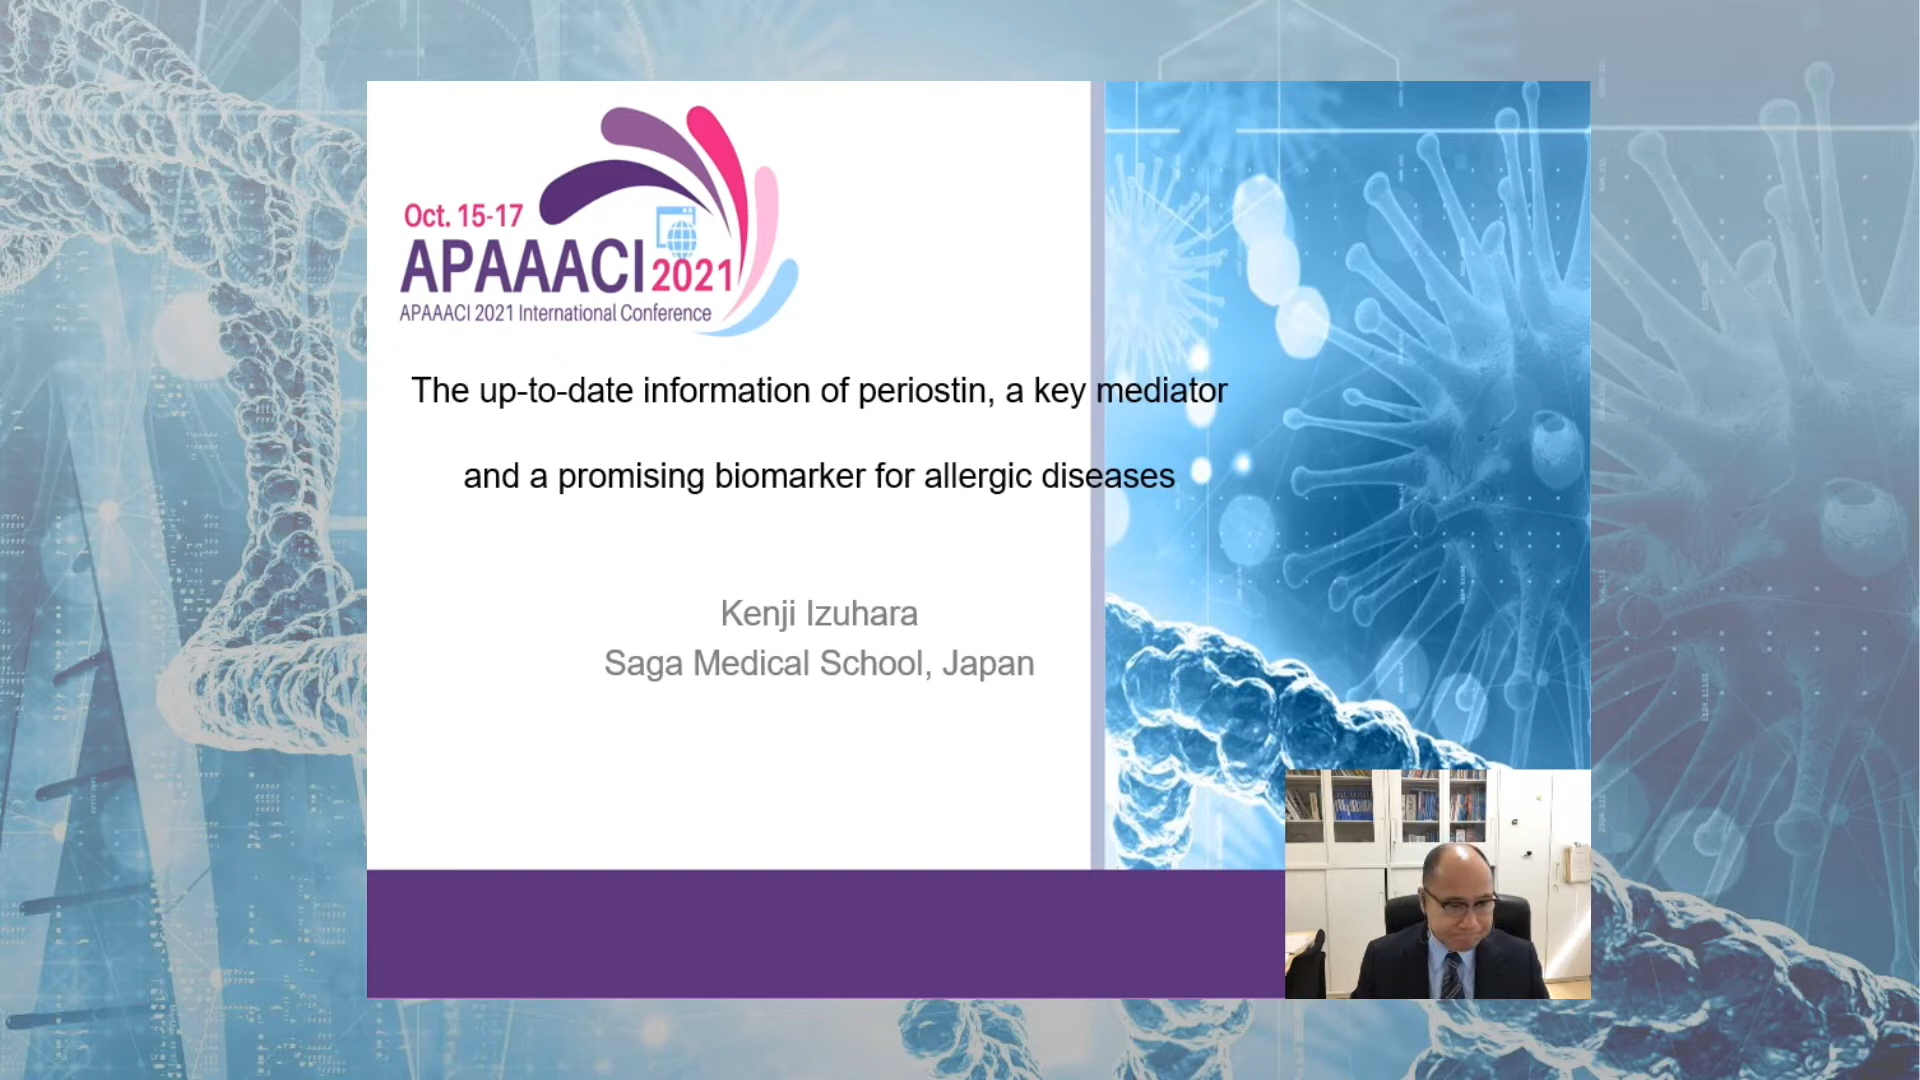 Oct. 15-17
APAAACI 2021
APAAACI 2021 International Conference
The up-to-date information of periostin, a key mediator
and a promising biomarker for allergic diseases
Kenji Izuhara
Saga Medical School, Japan